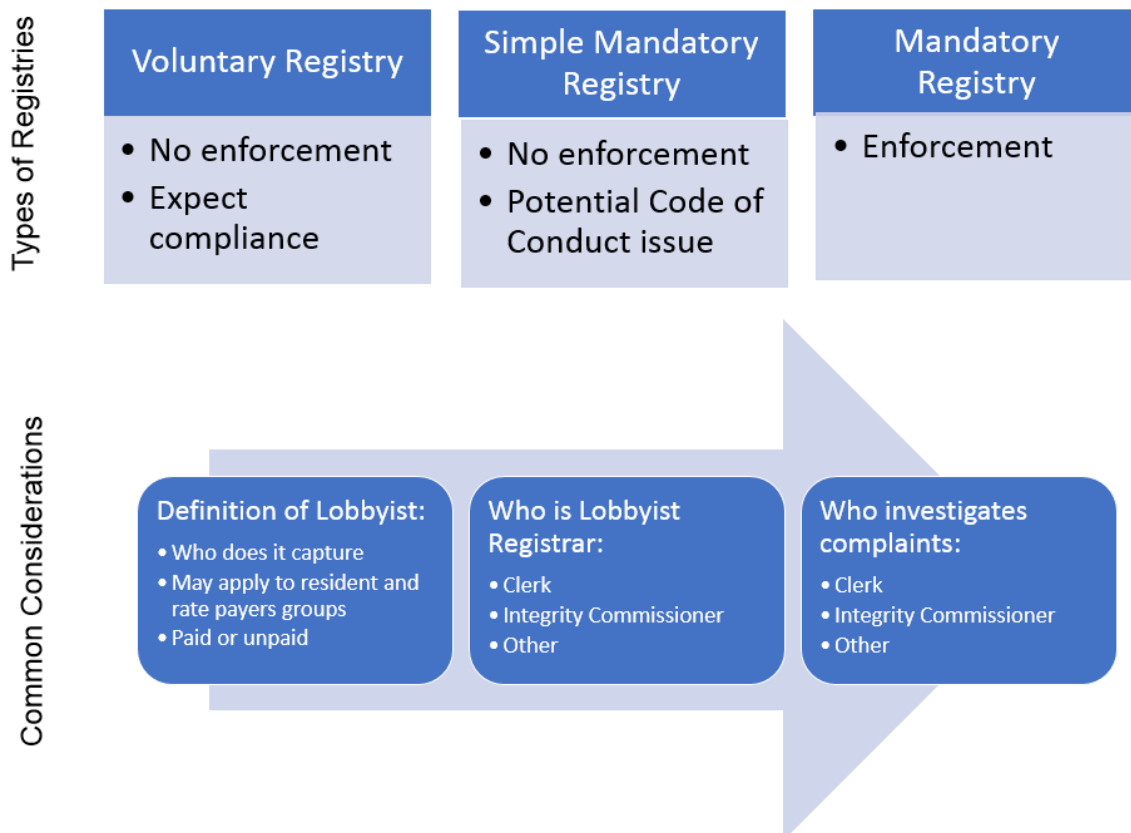 Types of Registries
Voluntary Registry
• No enforcement
• Expect
compliance
Simple Mandatory
Registry
• No enforcement
• Potential Code of
Conduct issue
Mandatory
Registry
• Enforcement
Common Considerations
Definition of Lobbyist:
• Who does it capture
• May apply to resident and
rate payers groups
• Paid or unpaid
Who is Lobbyist
Registrar:
• Clerk
• Integrity Commissioner
• Other
Who investigates
complaints:
• Clerk
• Integrity Commissioner
• Other